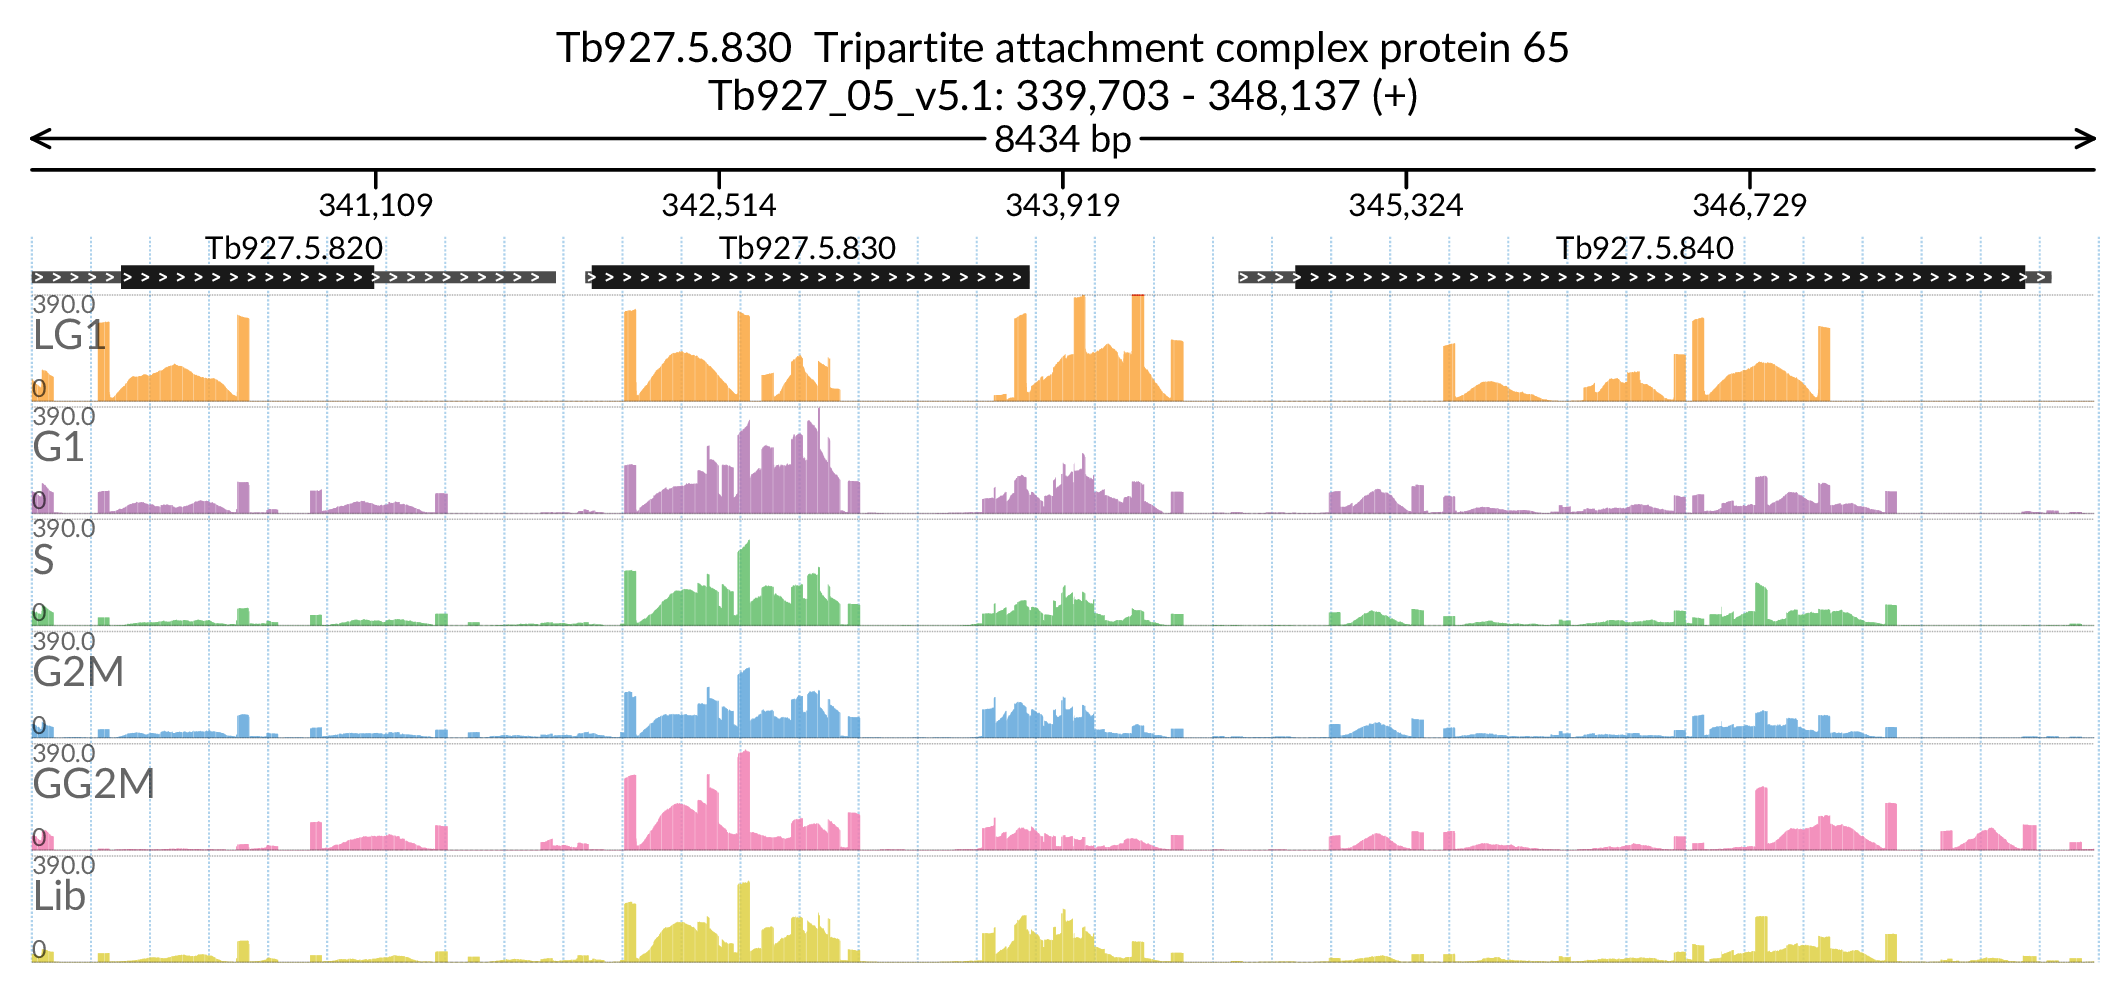 Tb927.5.830  Tripartite attachment complex protein 65
Tb927_05_v5.1: 339,703 - 348,137 (+)
8434 bp
341,109 342,514 343,919 345,324 346,729
Tb927.5.820 Tb927.5.830 Tb927.5.840
390.0
LG1
0
390.0
G1
0
390.0
S
0
390.0
G2M
0
390.0
GG2M
0
390.0
Lib
0